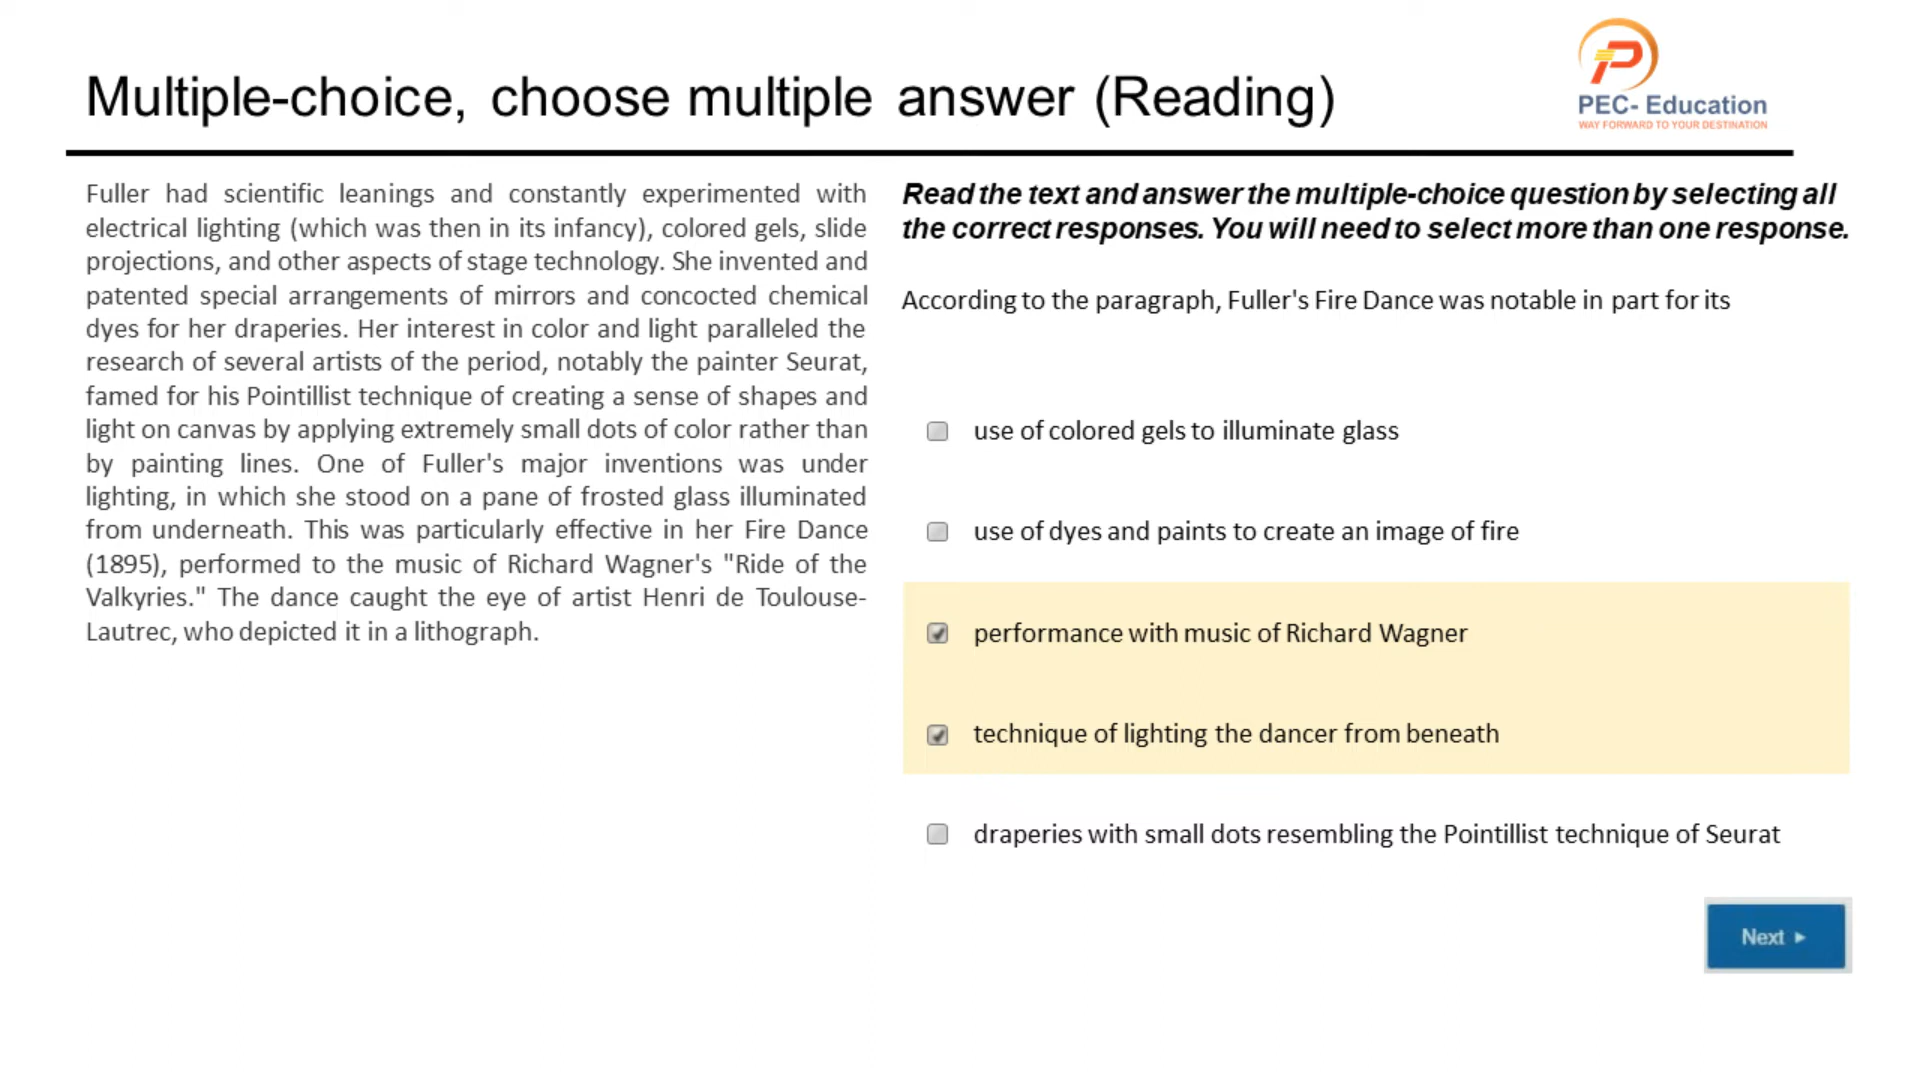 Multiple-choice, choose multiple answer (Reading)
PEC- Education
WAY FORWARD TO YOUR DESTINATION
Fuller had scientific leanings and constantly experimented with
electrical lighting (which was then in its infancy), colored gels, slide
projections, and other aspects of stage technology. She invented and
patented special arrangements of mirrors and concocted chemical
dyes for her draperies. Her interest in color and light paralleled the
research of several artists of the period, notably the painter Seurat,
famed for his Pointillist technique of creating a sense of shapes and
light on canvas by applying extremely small dots of color rather than
by painting lines. One of Fuller's major inventions was under
lighting, in which she stood on a pane of frosted glass illuminated
from underneath. This was particularly effective in her Fire Dance
(1895), performed to the music of Richard Wagner's "Ride of the
Valkyries." The dance caught the eye of artist Henri de Toulouse-
Lautrec, who depicted it in a lithograph.
Read the text and answer the multiple-choice question by selecting all
the correct responses. You will need to select more than one response.
According to the paragraph, Fuller's Fire Dance was notable in part for its
use of colored gels to illuminate glass
use of dyes and paints to create an image of fire
performance with music of Richard Wagner
technique of lighting the dancer from beneath
draperies with small dots resembling the Pointillist technique of Seurat
Next